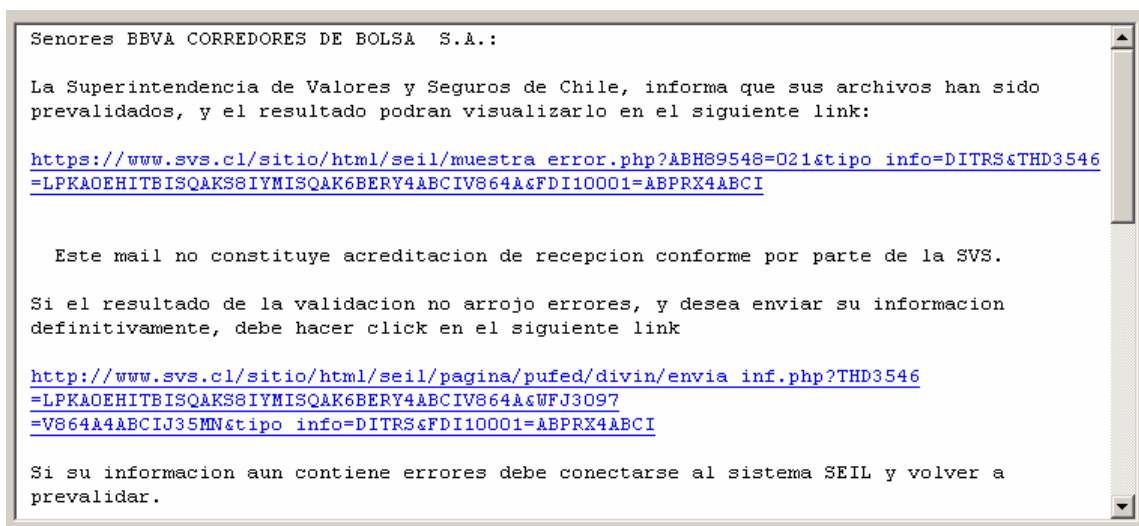 Senores BBVA CORREDORES DE BOLSA  S.A.:
La Superintendencia de Valores y Seguros de Chile, informa que sus archivos han sido
prevalidados, y el resultado podran visualizarlo en el siguiente link:
https://www.svs.cl/sitio/html/seil/muestra_error.php?ABH89548=021&tipo_info=DITRS&THD3546
=LPKAOEHITBISQAKS8IYMISQAK6BERY4ABCIV864A&FDI10001=ABPRX4ABCI
Este mail no constituye acreditacion de recepcion conforme por parte de la SVS.
Si el resultado de la validacion no arrojo errores, y desea enviar su informacion
definitivamente, debe hacer click en el siguiente link
http://www.svs.cl/sitio/html/seil/pagina/pufed/divin/envia_inf.php?THD3546
=LPKAOEHITBISQAKS8IYMISQAK6BERY4ABCIV864A&WFJ3097
=V864A4ABCIJ35MN&tipo_info=DITRS&FDI10001=ABPRX4ABCI
Si su informacion aun contiene errores debe conectarse al sistema SEIL y volver a
prevalidar.